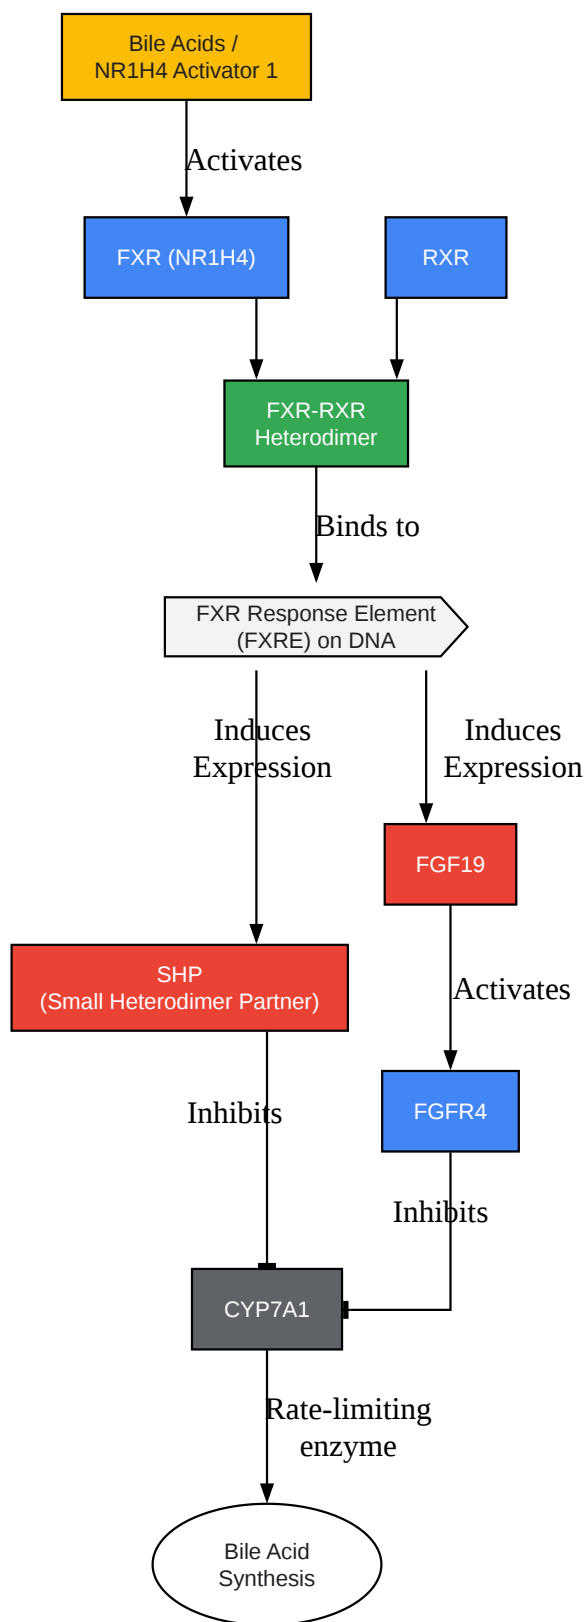 Bile Acids /
NR1H4 Activator 1
Activates
FXR (NR1H4)
RXR
FXR-RXR
Heterodimer
Binds to
FXR Response Element
(FXRE) on DNA
Induces
Expression
Induces
Expression
FGF19
SHP
(Small Heterodimer Partner)
Activates
FGFR4
Inhibits
Inhibits
CYP7A1
Rate-limiting
enzyme
Bile Acid
Synthesis